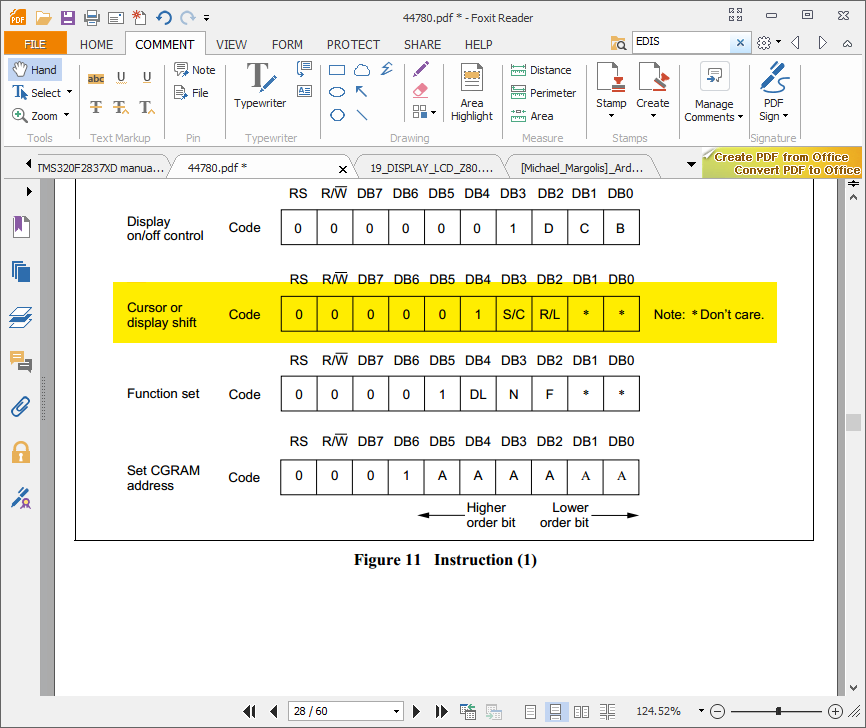 44780.pdf * - Foxit Reader
FILE HOME COMMENT VIEW FORM PROTECT SHARE HELP EDIS
Hand
Select
Zoom
Tools
abc U U
T T T
Text Markup
Note
File
Pin
Typewriter
Typewriter
Drawing
Area
Highlight
Distance
Perimeter
Area
Measure
Stamp Create
Stamps
Manage
Comments
PDF
Sign
Signature
TMS320F2837XD manua... 44780.pdf * 19_DISPLAY_LCD_Z80.... [Michael_Margolis]_Ard...
Create PDF from Office
Convert PDF to Office
RS R/W DB7 DB6 DB5 DB4 DB3 DB2 DB1 DB0
Display
on/off control Code 0 0 0 0 0 0 1 D C B
RS R/W DB7 DB6 DB5 DB4 DB3 DB2 DB1 DB0
Cursor or
display shift Code 0 0 0 0 0 1 S/C R/L * * Note: * Don't care.
RS R/W DB7 DB6 DB5 DB4 DB3 DB2 DB1 DB0
Function set Code 0 0 0 0 1 DL N F * *
RS R/W DB7 DB6 DB5 DB4 DB3 DB2 DB1 DB0
Set CGRAM
address Code 0 0 0 1 A A A A A A
Higher
order bit
Lower
order bit
Figure 11 Instruction (1)
28 / 60 124.52%